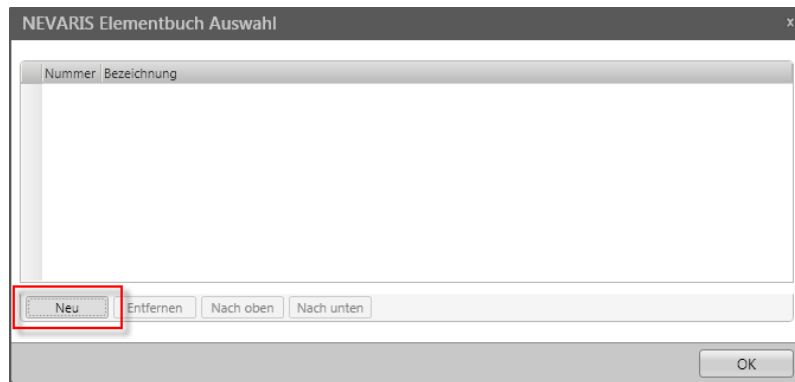 NEVARIS Elementbuch Auswahl x
Nummer Bezeichnung
Neu Entfernen Nach oben Nach unten
OK